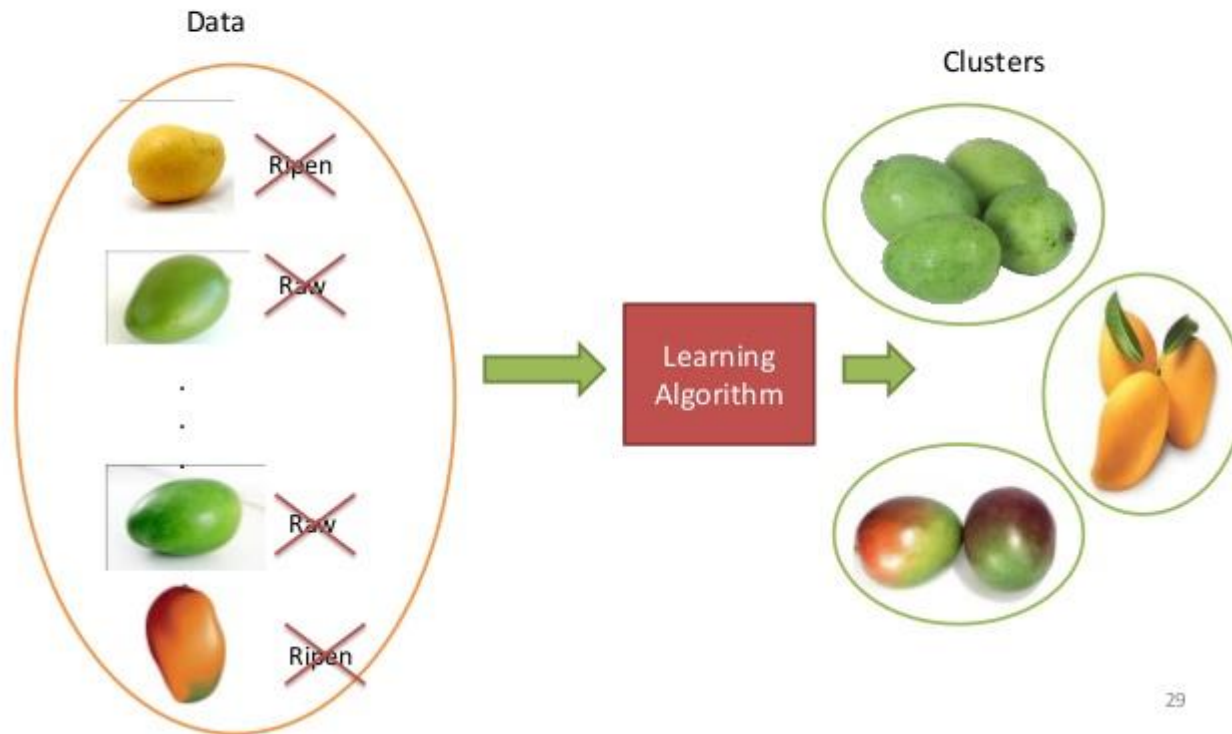 Data
Clusters
Ripen
Raw
Learning
Algorithm
.
.
.
Raw
Ripen
29